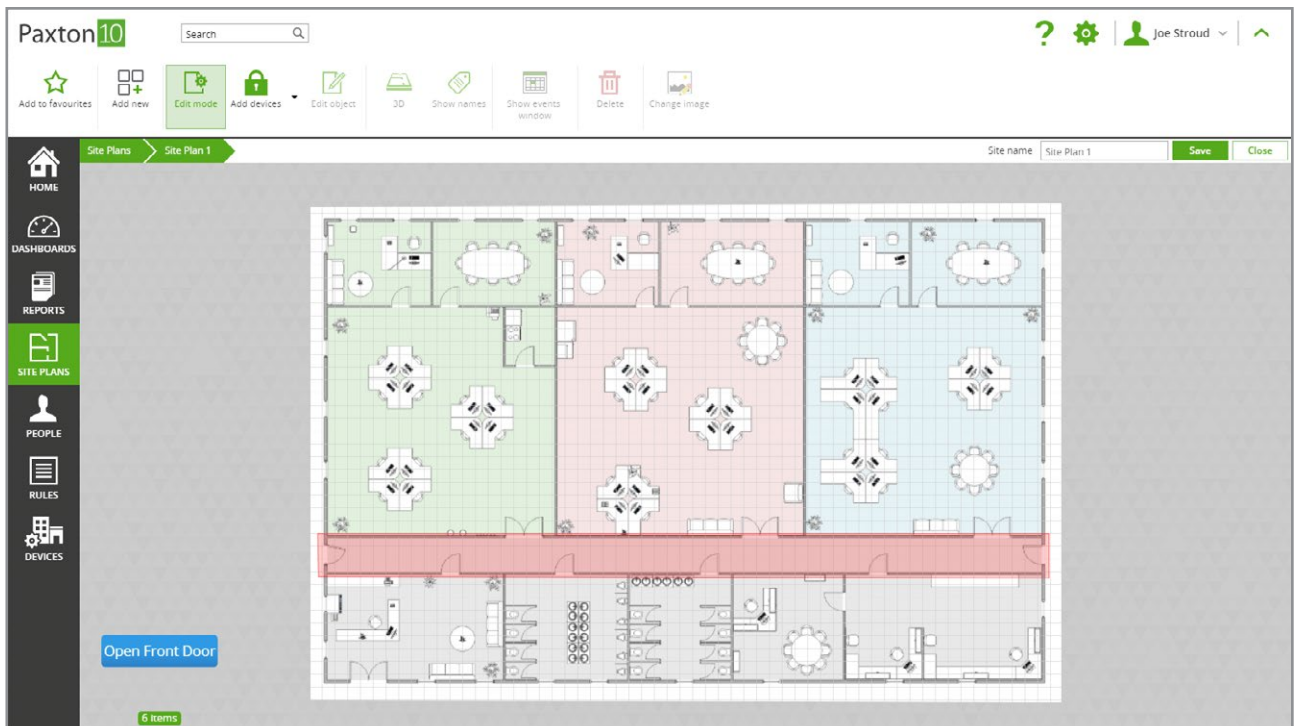 Paxton10
Search
Joe Stroud
Add to favourites
Add new
Edit mode
Add devices
Edit object
3D
Show names
Show events
window
Delete
Change image
Site Plans
Site Plan 1
Site name
Site Plan 1
Save
Close
HOME
DASHBOARDS
REPORTS
SITE PLANS
PEOPLE
RULES
DEVICES
Open Front Door
6 Items